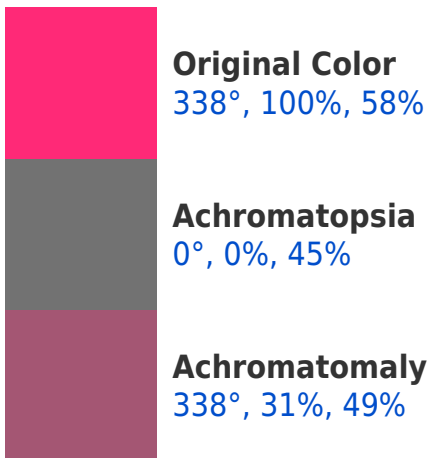 Original Color
338°, 100%, 58%
Achromatopsia
0°, 0%, 45%
Achromatomaly
338°, 31%, 49%